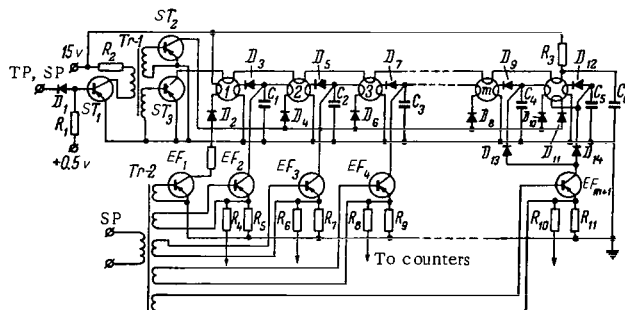 ST₂
15 v
Tr-1
R₂
TP, SP
D₁
ST₁
ST₃
R₁
+0.5 v
D₃
D₅
D₇
R₃
D₉
D₁₂
1
2
3
m
C₁
C₂
C₃
C₄
C₅
C₆
D₂
D₄
D₆
D₈
D₁₀
D₁₁
D₁₃
D₁₄
EF₁
EF₂
EF₃
EF₄
EFₘ₊₁
Tr-2
SP
R₄
R₅
R₆
R₇
R₈
R₉
R₁₀
R₁₁
To counters